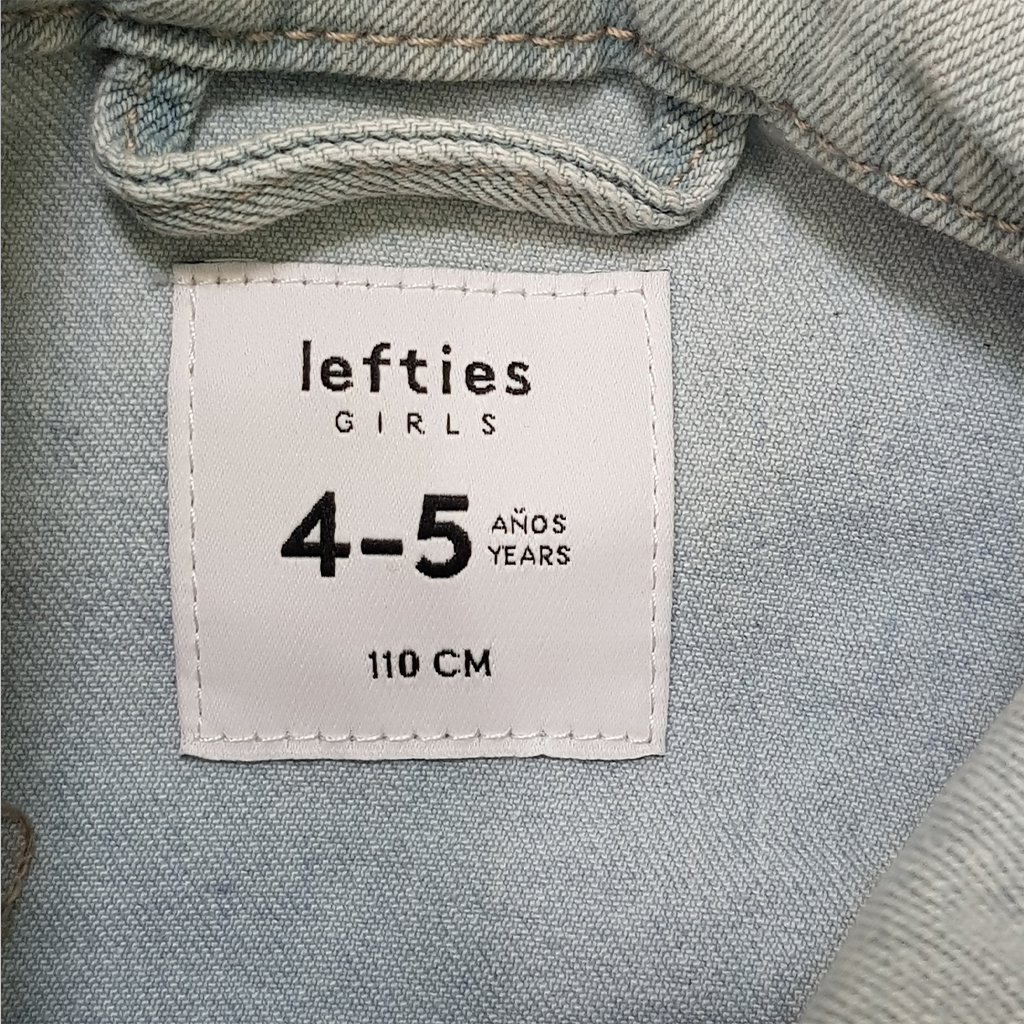 lefties
GIRLS
4-5 AÑOS
YEARS
110 CM